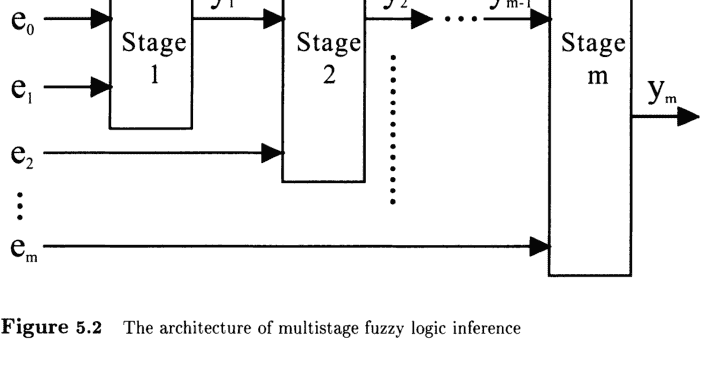 y₁ y₂ yₘ₋₁
e₀ Stage Stage ... Stage
e₁ 1 2 m yₘ
e₂
⋮
eₘ
Figure 5.2 The architecture of multistage fuzzy logic inference